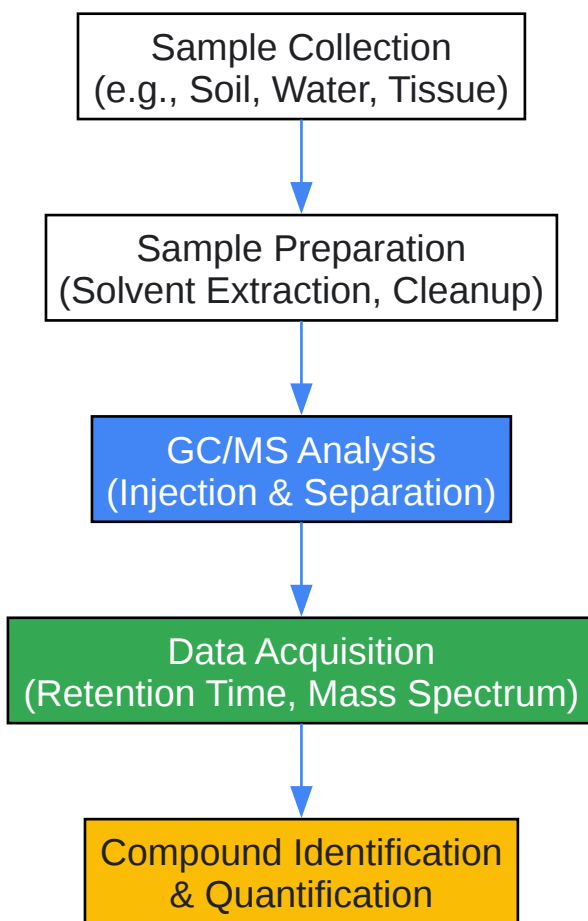 Sample Collection
(e.g., Soil, Water, Tissue)
Sample Preparation
(Solvent Extraction, Cleanup)
GC/MS Analysis
(Injection & Separation)
Data Acquisition
(Retention Time, Mass Spectrum)
Compound Identification
& Quantification